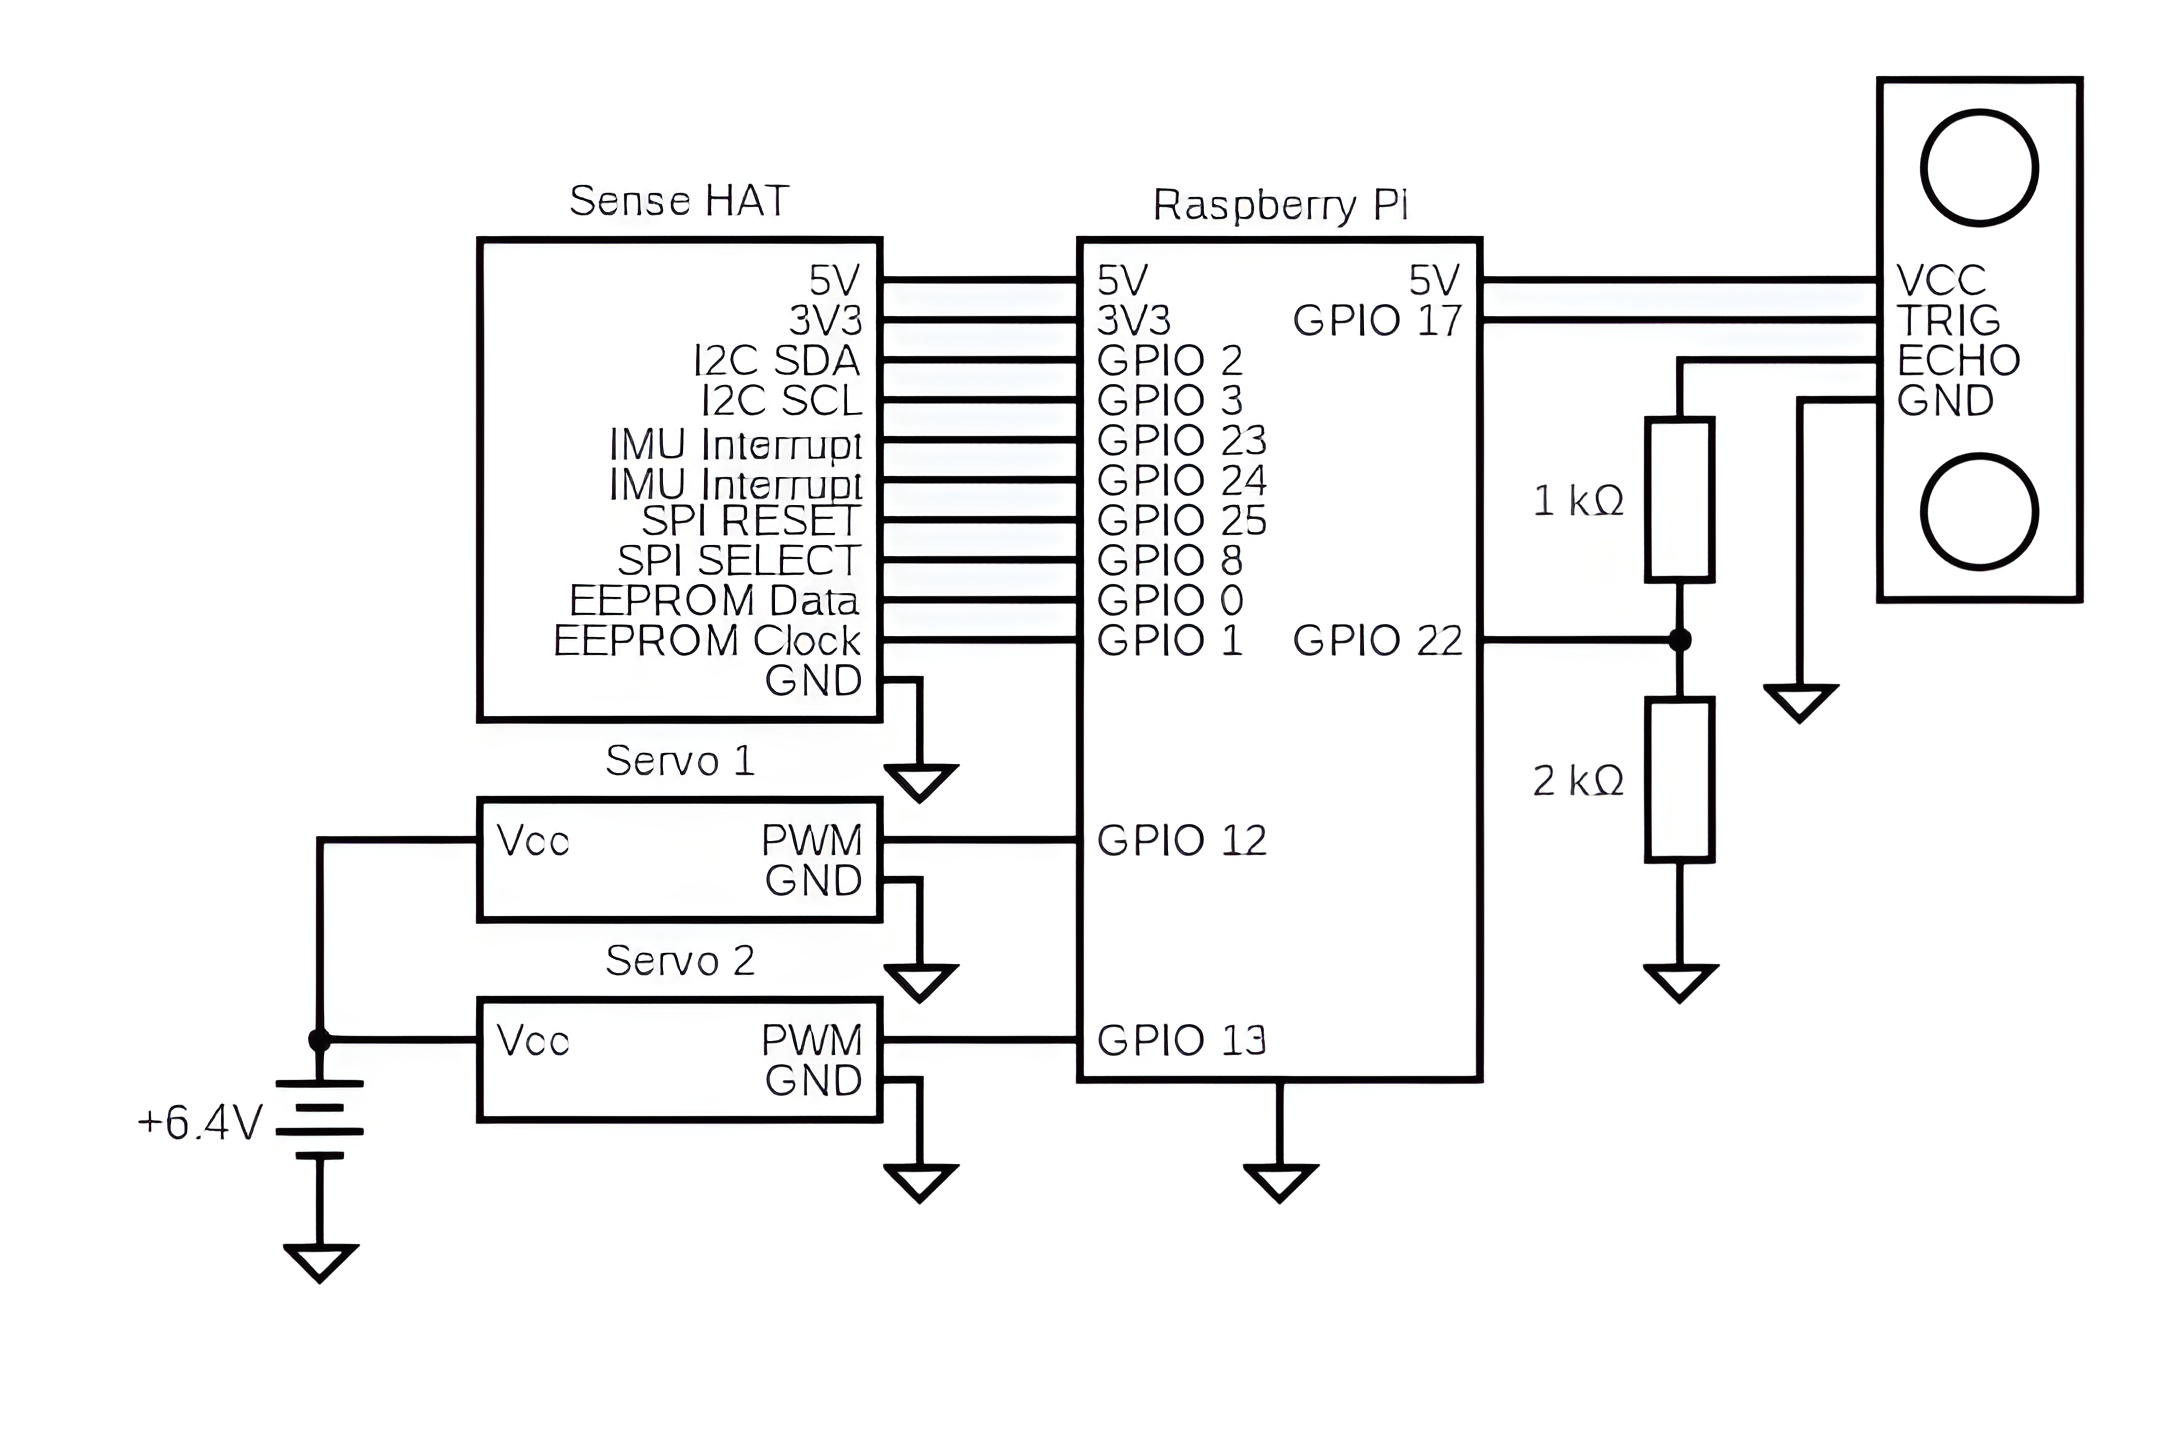 Sense HAT
5V
3V3
I2C SDA
I2C SCL
IMU Interrupt
IMU Interrupt
SPI RESET
SPI SELECT
EEPROM Data
EEPROM Clock
GND
Servo 1
Vcc PWM
GND
Servo 2
Vcc PWM
GND
+6.4V
Raspberry Pi
5V 5V
3V3 GPIO 17
GPIO 2
GPIO 3
GPIO 23
GPIO 24
GPIO 25
GPIO 8
GPIO 0
GPIO 1 GPIO 22
GPIO 12
GPIO 13
1 kΩ
2 kΩ
VCC
TRIG
ECHO
GND